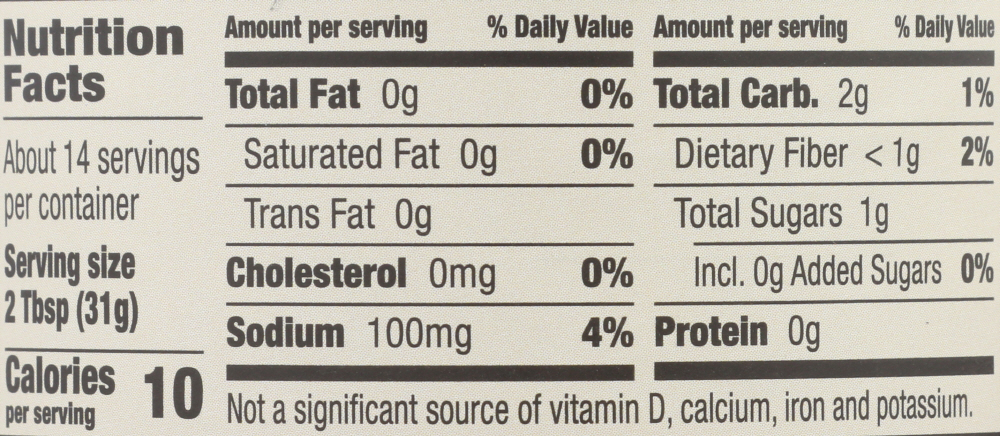 Nutrition
Facts
About 14 servings
per container
Serving size
2 Tbsp (31g)
Calories 10
per serving
Amount per serving % Daily Value
Total Fat 0g 0%
Saturated Fat 0g 0%
Trans Fat 0g
Cholesterol 0mg 0%
Sodium 100mg 4%
Amount per serving % Daily Value
Total Carb. 2g 1%
Dietary Fiber < 1g 2%
Total Sugars 1g
Incl. 0g Added Sugars 0%
Protein 0g
Not a significant source of vitamin D, calcium, iron and potassium.